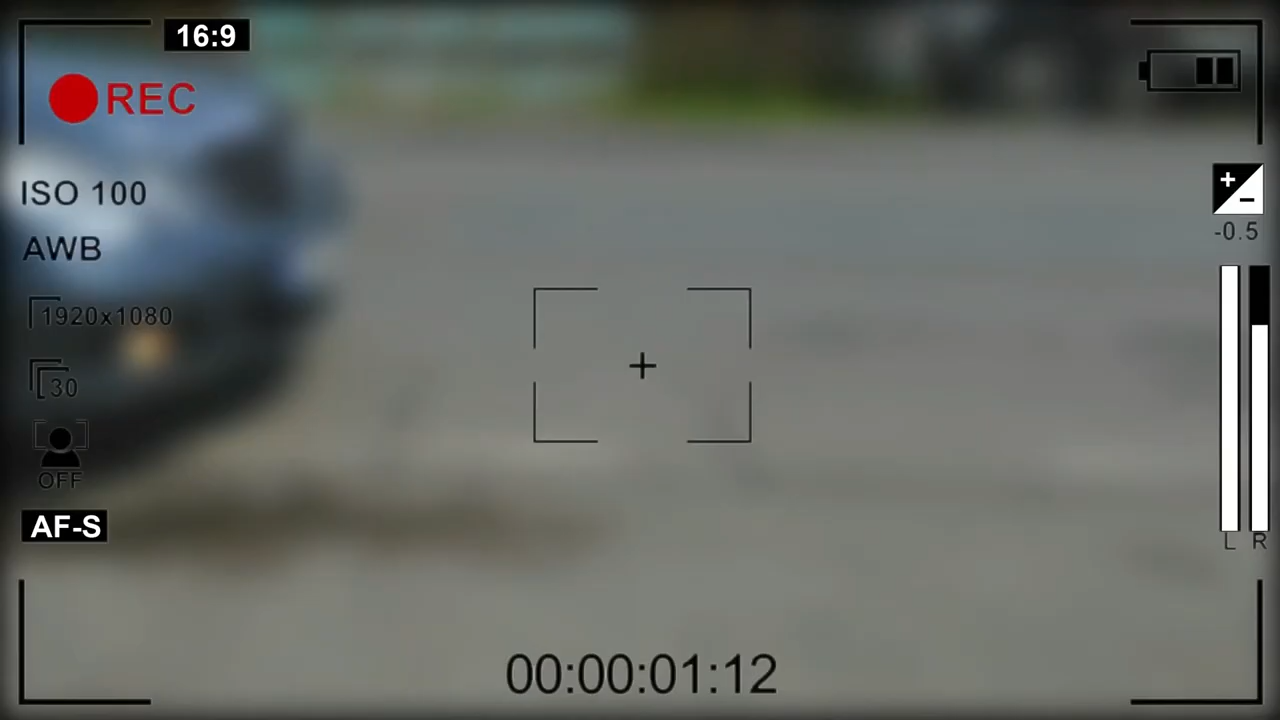 16:9
REC
ISO 100
AWB
-0.5
1920x1080
30
OFF
AF-S
L R
00:00:01:12